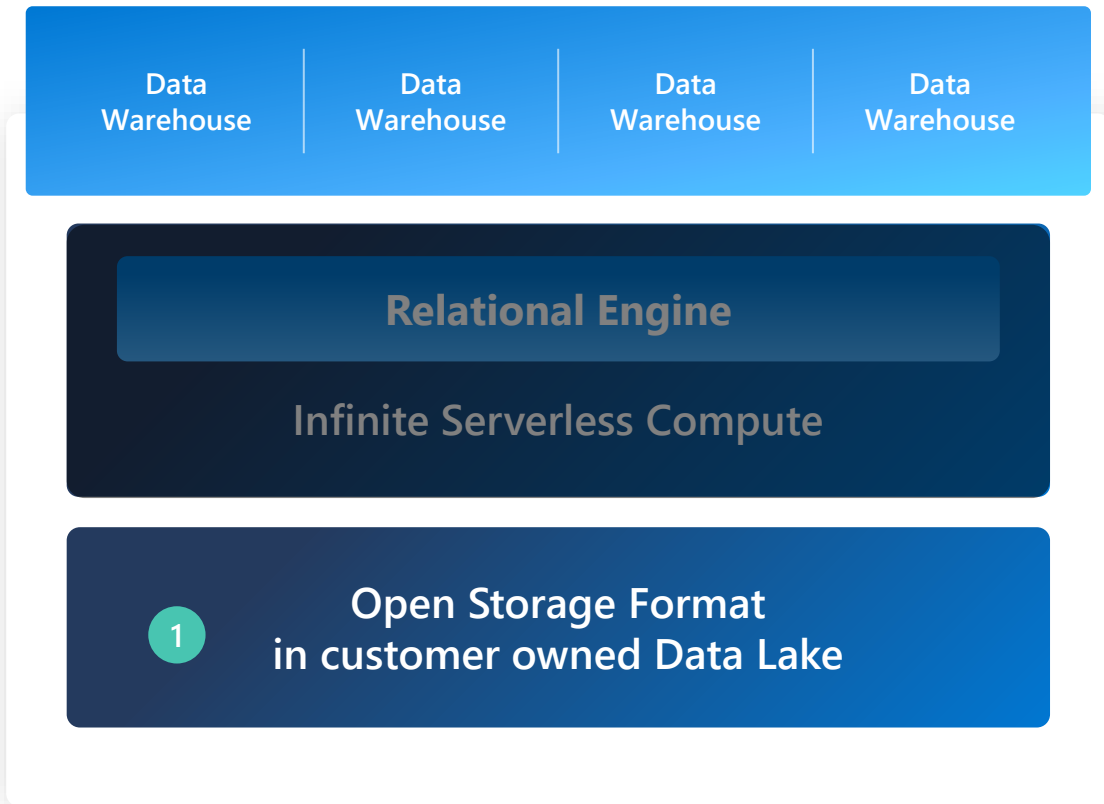 Data
Warehouse
Data
Warehouse
Data
Warehouse
Data
Warehouse
Relational Engine
Infinite Serverless Compute
1
Open Storage Format
in customer owned Data Lake